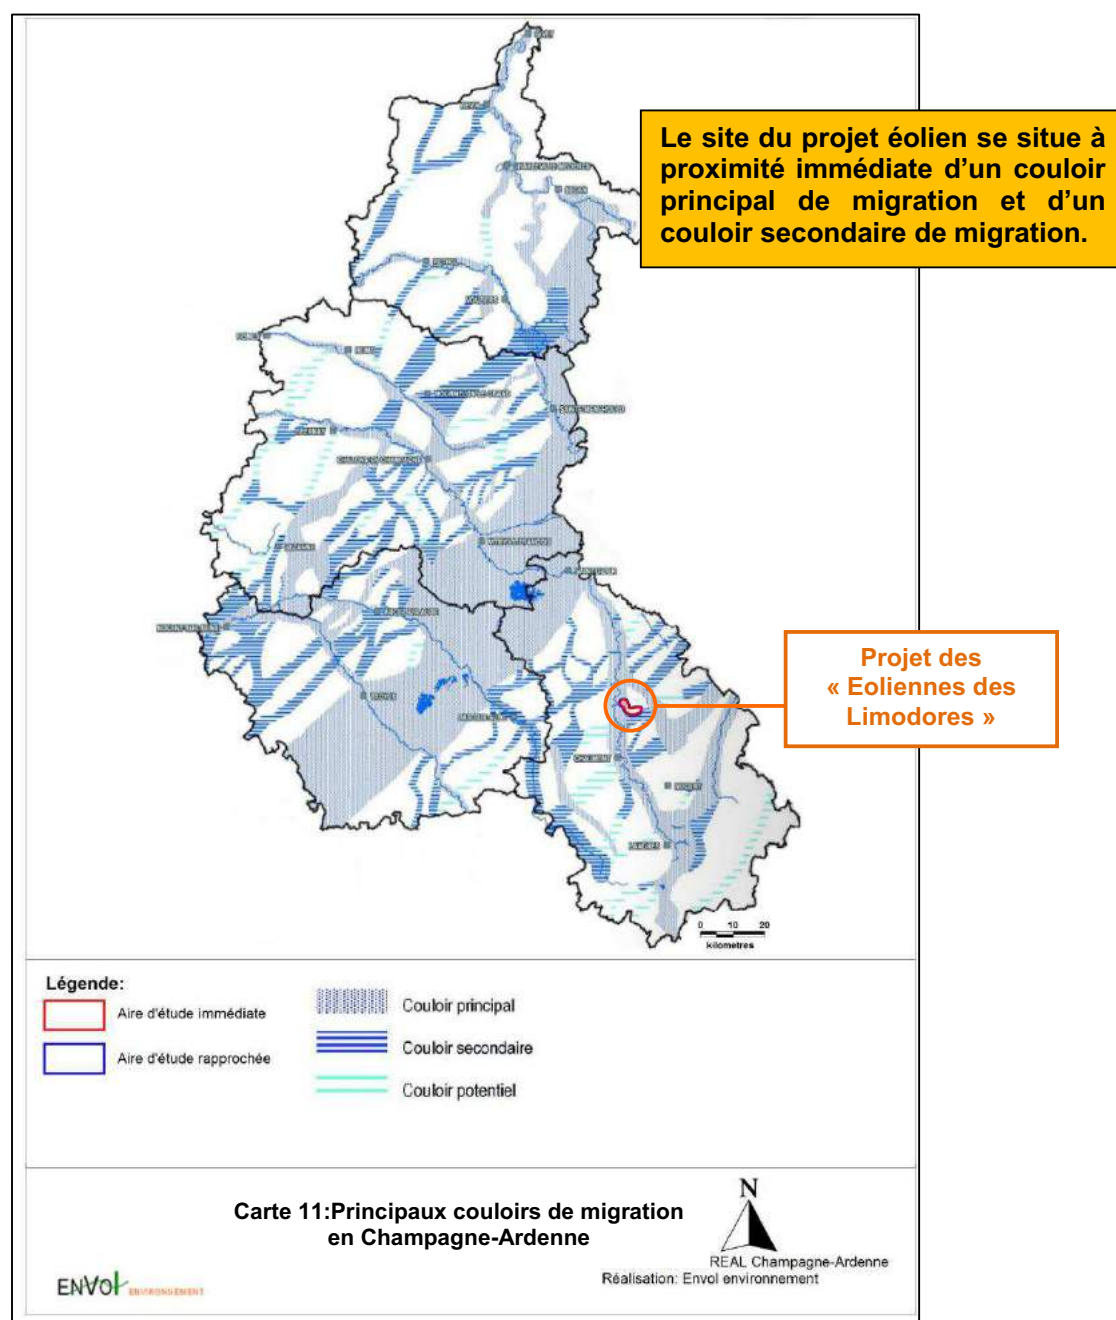 Le site du projet éolien se situe à
proximité immédiate d'un couloir
principal de migration et d'un
couloir secondaire de migration.
Projet des
« Eoliennes des
Limodores »
CHAUMONT
LANGRES
0 10 20
kilometres
Légende:
Aire d'étude immédiate
Aire d'étude rapprochée
Couloir principal
Couloir secondaire
Couloir potentiel
Carte 11:Principaux couloirs de migration
en Champagne-Ardenne
N
REAL Champagne-Ardenne
Réalisation: Envol environnement
ENVOL ENVIRONNEMENT